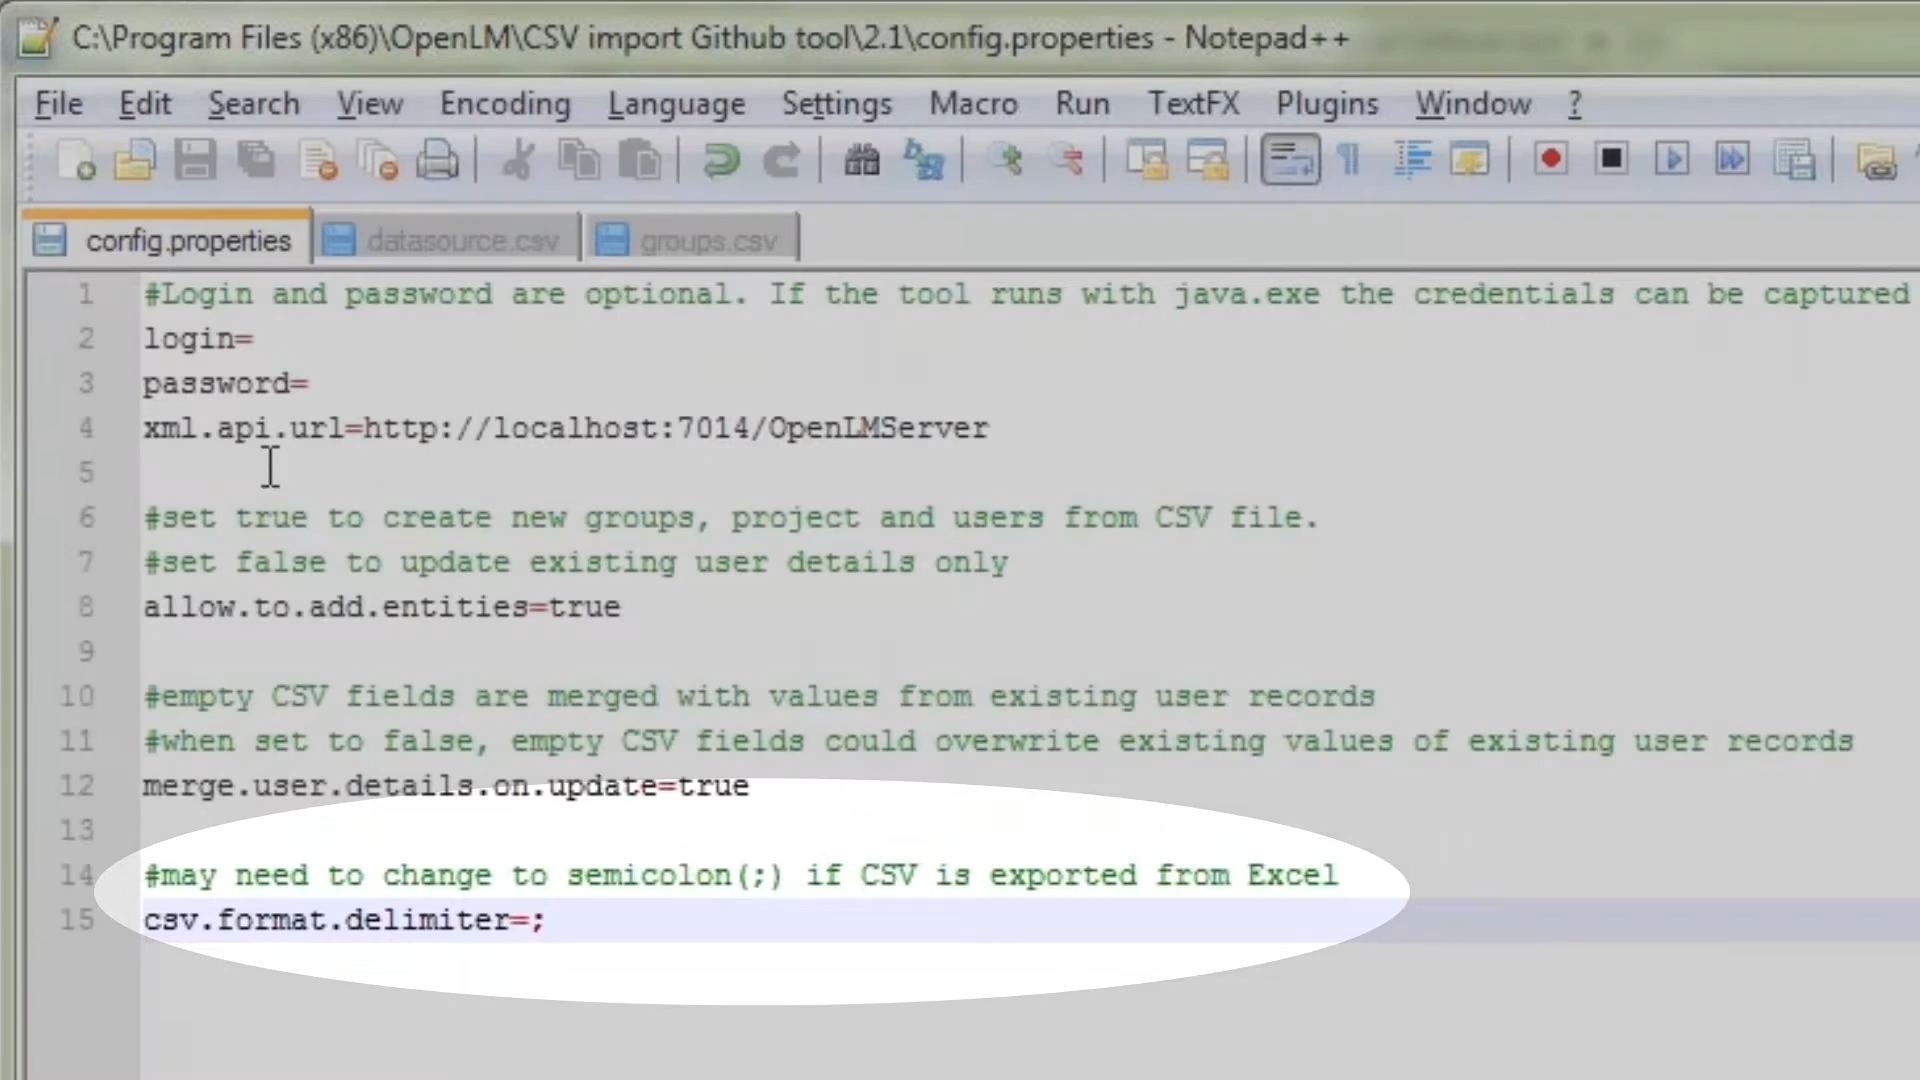 C:\Program Files (x86)\OpenLM\CSV import Github tool\2.1\config.properties - Notepad++
File Edit Search View Encoding Language Settings Macro Run TextFX Plugins Window ?
config.properties datasource.csv groups.csv
1 #Login and password are optional. If the tool runs with java.exe the credentials can be captured
2 login=
3 password=
4 xml.api.url=http://localhost:7014/OpenLMServer
5
6 #set true to create new groups, project and users from CSV file.
7 #set false to update existing user details only
8 allow.to.add.entities=true
9
10 #empty CSV fields are merged with values from existing user records
11 #when set to false, empty CSV fields could overwrite existing values of existing user records
12 merge.user.details.on.update=true
13
14 #may need to change to semicolon(;) if CSV is exported from Excel
15 csv.format.delimiter=;